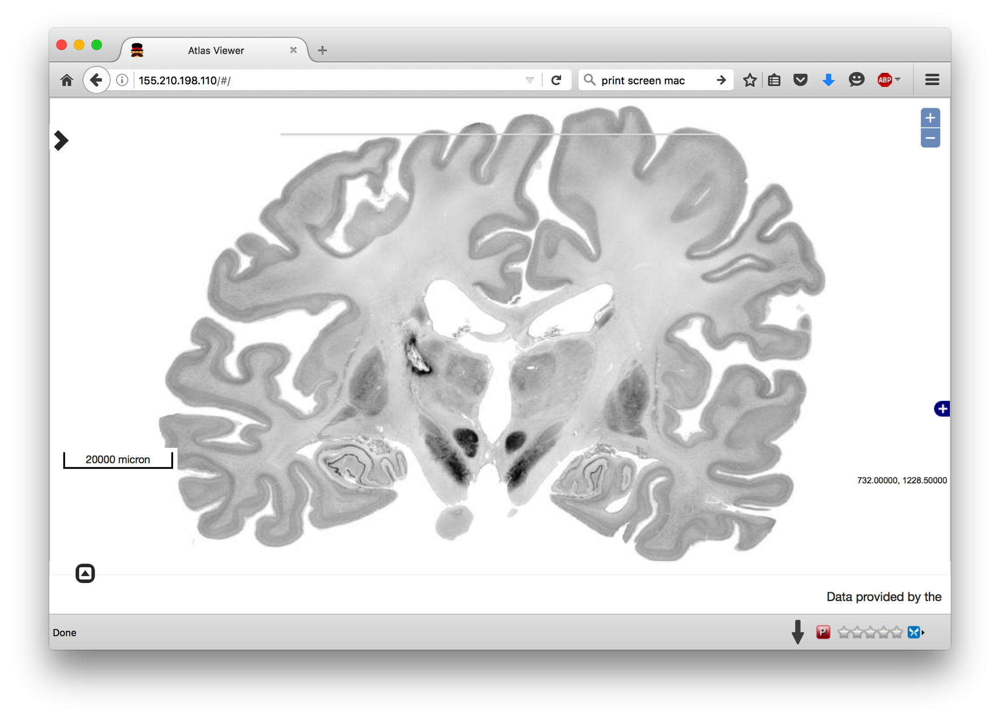 Atlas Viewer
155.210.198.110/#/
print screen mac
ABP
20000 micron
732.00000, 1228.50000
Data provided by the
Done
P